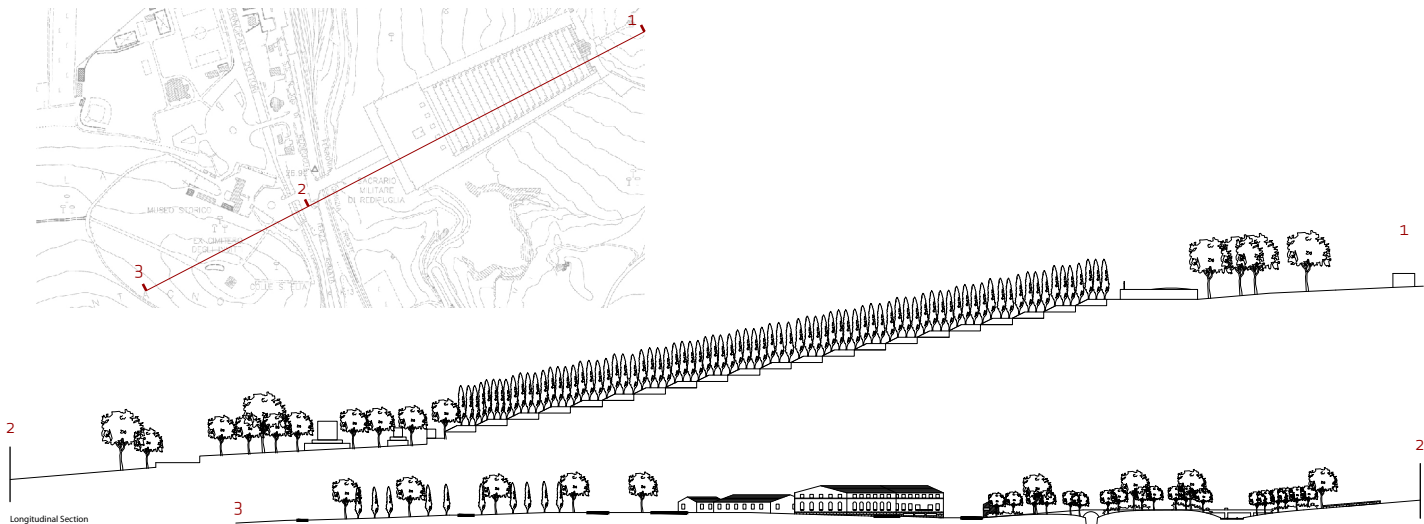 1
2
SACRARIO
MILITARE
DI REDIPUGLIA
MUSEO STORICO
3
1
2
2
3
Longitudinal Section